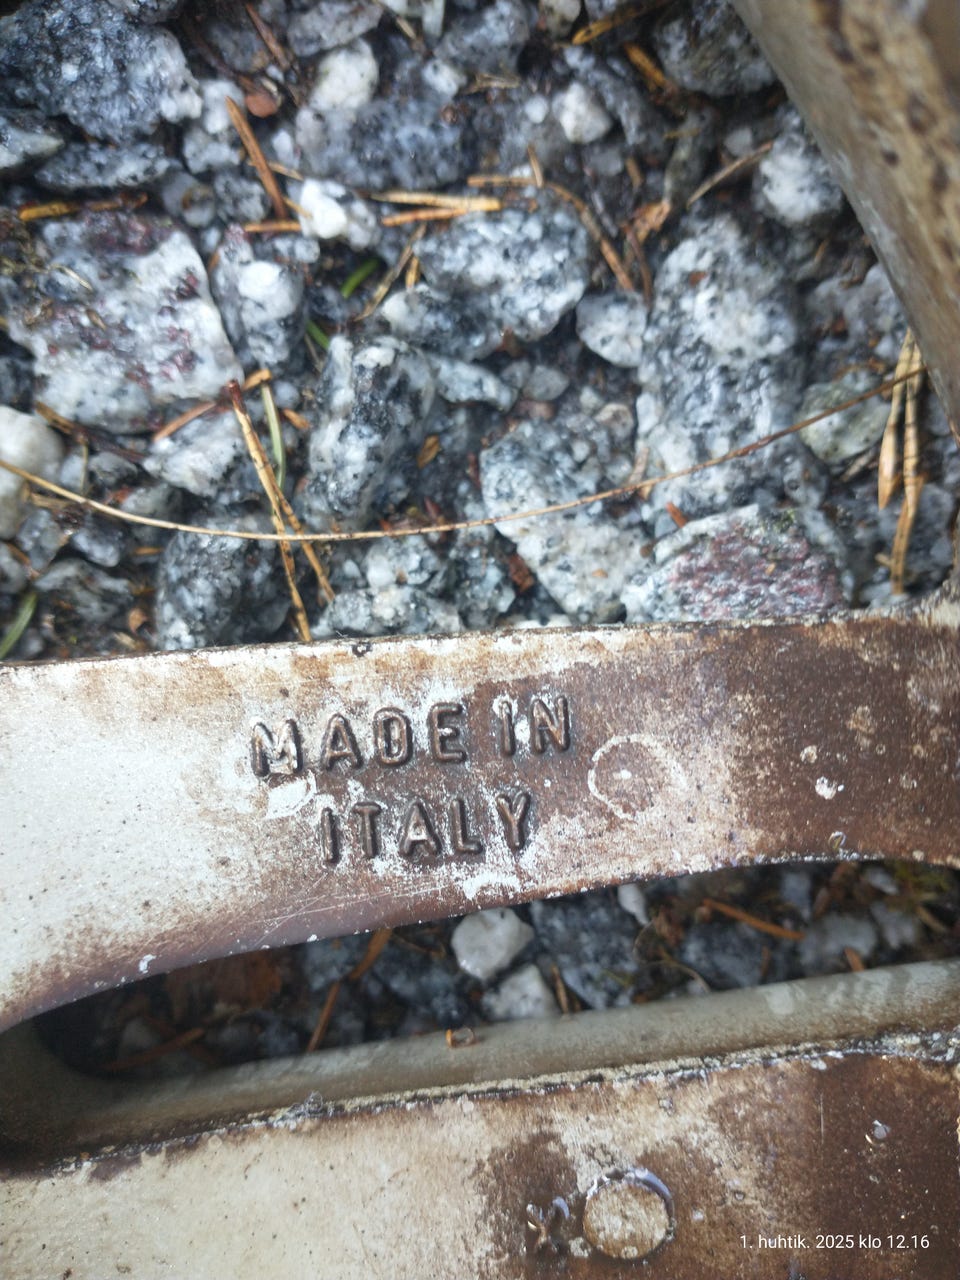 MADE IN
ITALY
1. huhtik. 2025 klo 12.16